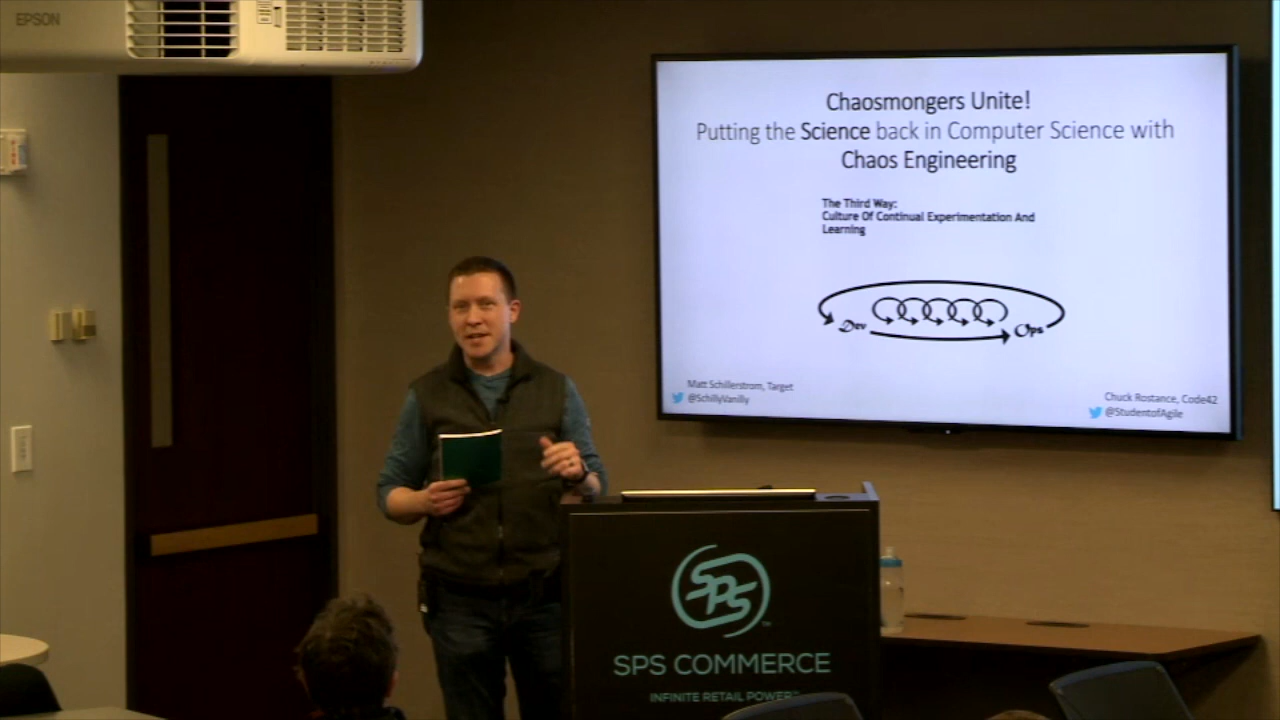 EPSON
Chaosmongers Unite!
Putting the Science back in Computer Science with
Chaos Engineering
The Third Way:
Culture Of Continual Experimentation And
Learning
Dev
Ops
Matt Schillerstrom, Target
@SchillyVanilly
Chuck Rostance, Code42
@StudentofAgile
SPS
SPS COMMERCE
INFINITE RETAIL POWER™